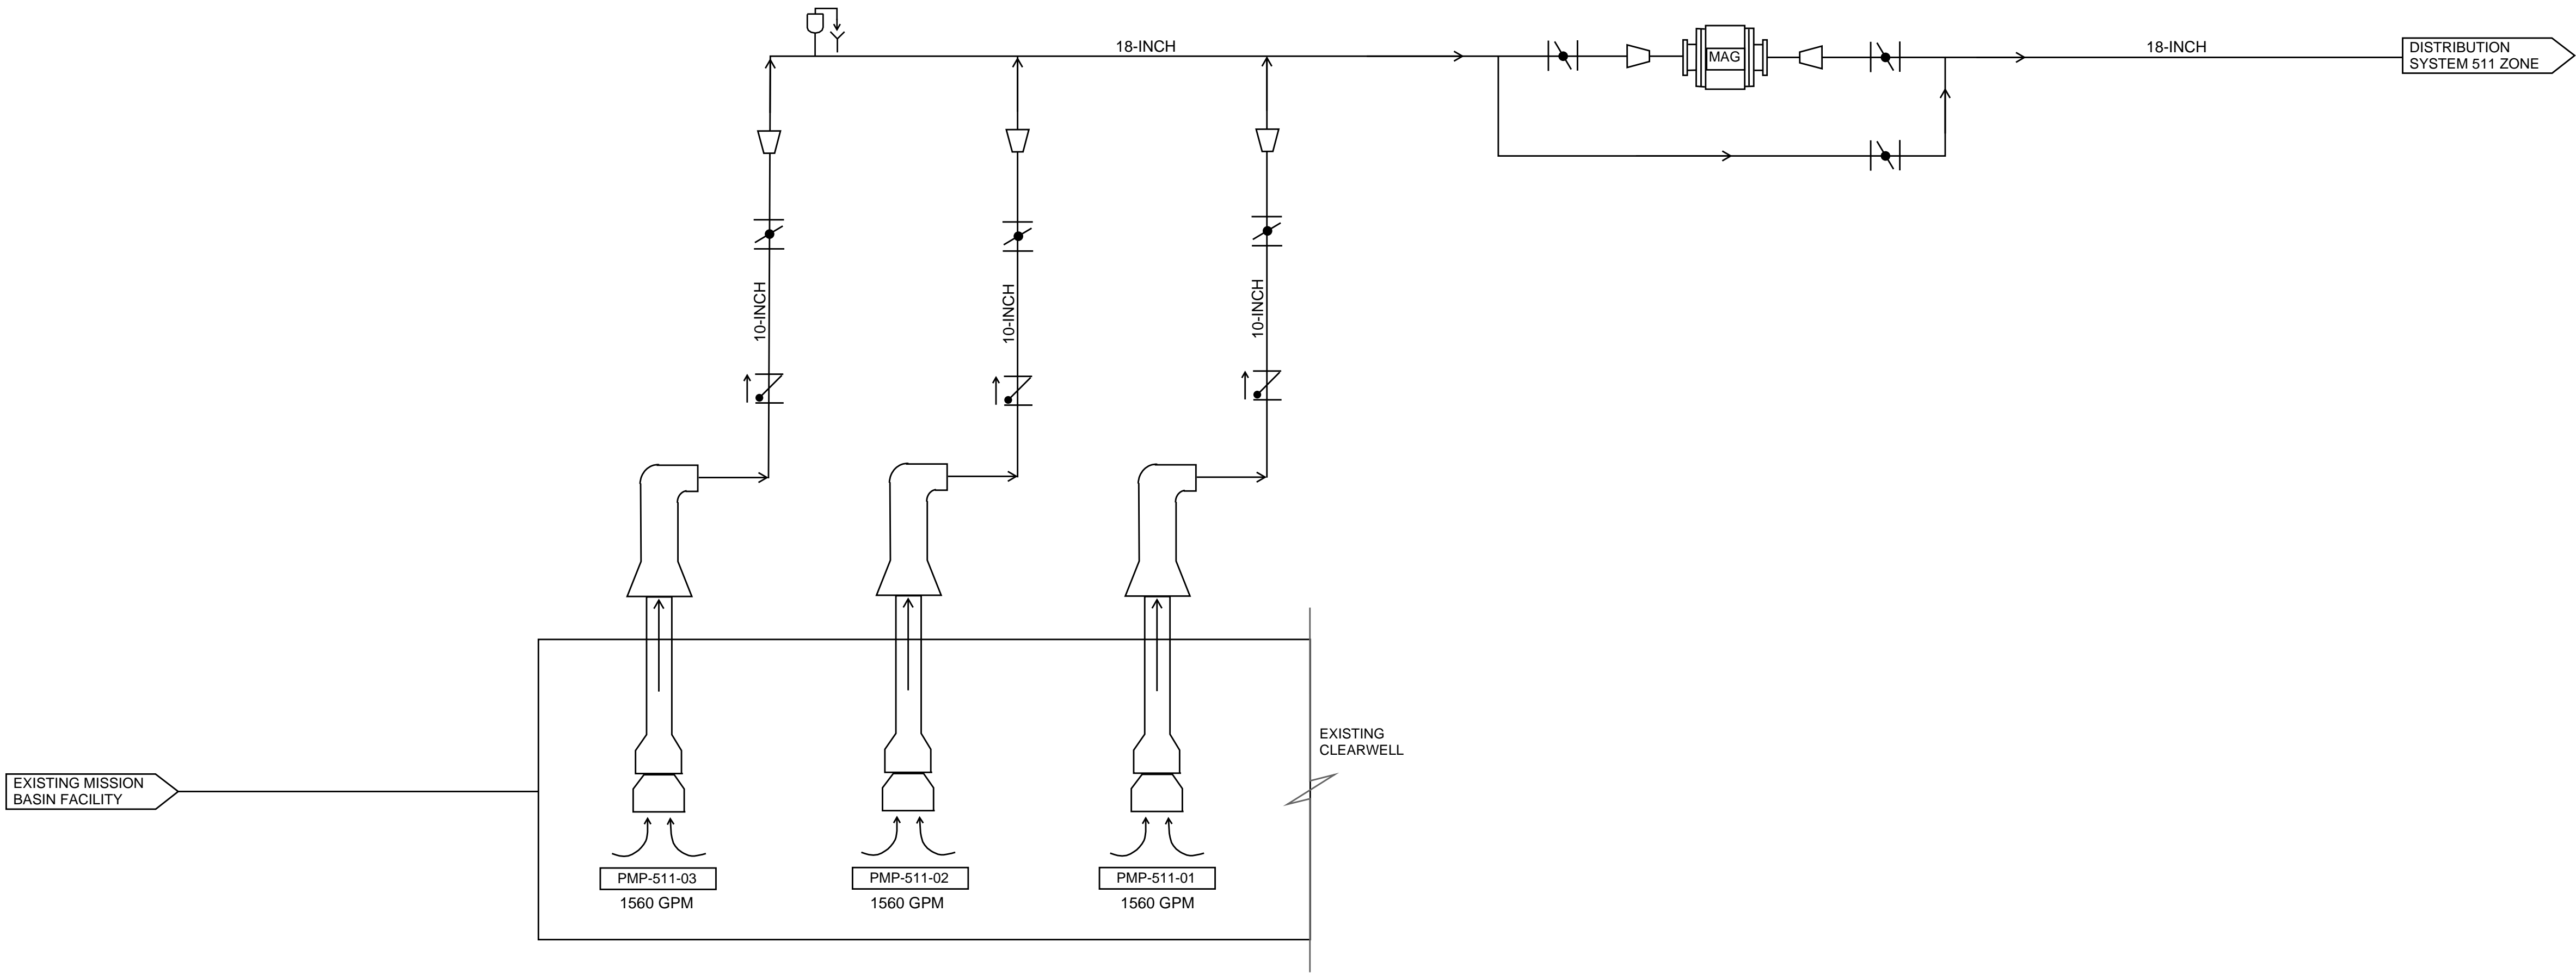 18-INCH
MAG
18-INCH
DISTRIBUTION
SYSTEM 511 ZONE
10-INCH
10-INCH
10-INCH
EXISTING
CLEARWELL
EXISTING MISSION
BASIN FACILITY
PMP-511-03
1560 GPM
PMP-511-02
1560 GPM
PMP-511-01
1560 GPM